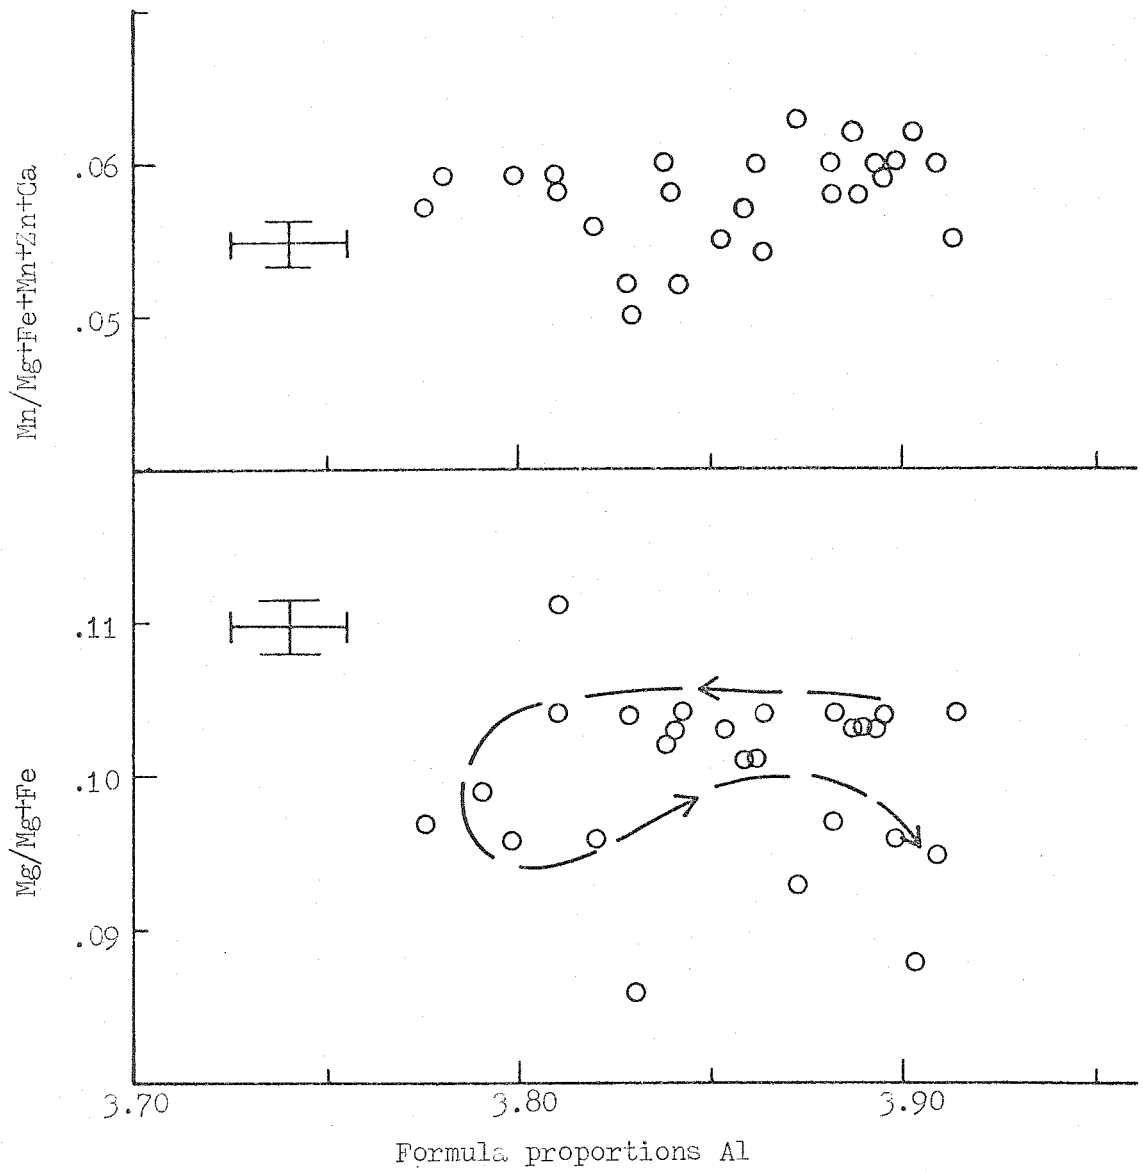 Mn/Mg+Fe+Mn+Zn+Ca
.06
.05
Mg/Mg+Fe
.11
.10
.09
3.70
3.80
3.90
Formula proportions Al